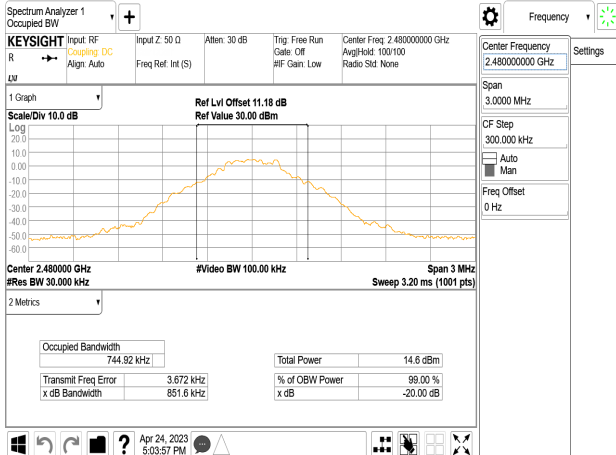 Spectrum Analyzer 1
Occupied BW
Frequency
KEYSIGHT
R
LXI
Input: RF
Coupling: DC
Align: Auto
Input Z: 50 Ω
Freq Ref: Int (S)
Atten: 30 dB
Trig: Free Run
Gate: Off
#IF Gain: Low
Center Freq: 2.480000000 GHz
Avg|Hold: 100/100
Radio Std: None
Center Frequency
2.480000000 GHz
Settings
Span
3.0000 MHz
CF Step
300.000 kHz
Auto
Man
Freq Offset
0 Hz
1 Graph
Scale/Div 10.0 dB
Ref Lvl Offset 11.18 dB
Ref Value 30.00 dBm
Log
20.0
10.0
0.00
-10.0
-20.0
-30.0
-40.0
-50.0
-60.0
Center 2.480000 GHz
#Res BW 30.000 kHz
#Video BW 100.00 kHz
Span 3 MHz
Sweep 3.20 ms (1001 pts)
2 Metrics
Occupied Bandwidth
744.92 kHz
Total Power 14.6 dBm
Transmit Freq Error 3.672 kHz
% of OBW Power 99.00 %
x dB Bandwidth 851.6 kHz
x dB -20.00 dB
?
Apr 24, 2023
5:03:57 PM